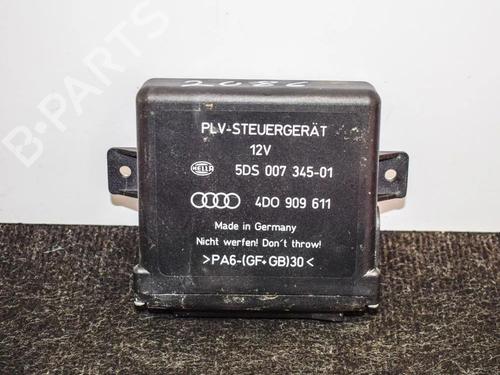 B-PARTS
PLV-STEUERGERÄT
12V
HELLA 5DS 007 345-01
4D0 909 611
Made in Germany
Nicht werfen! Don´t throw!
>PA6-(GF+GB)30<